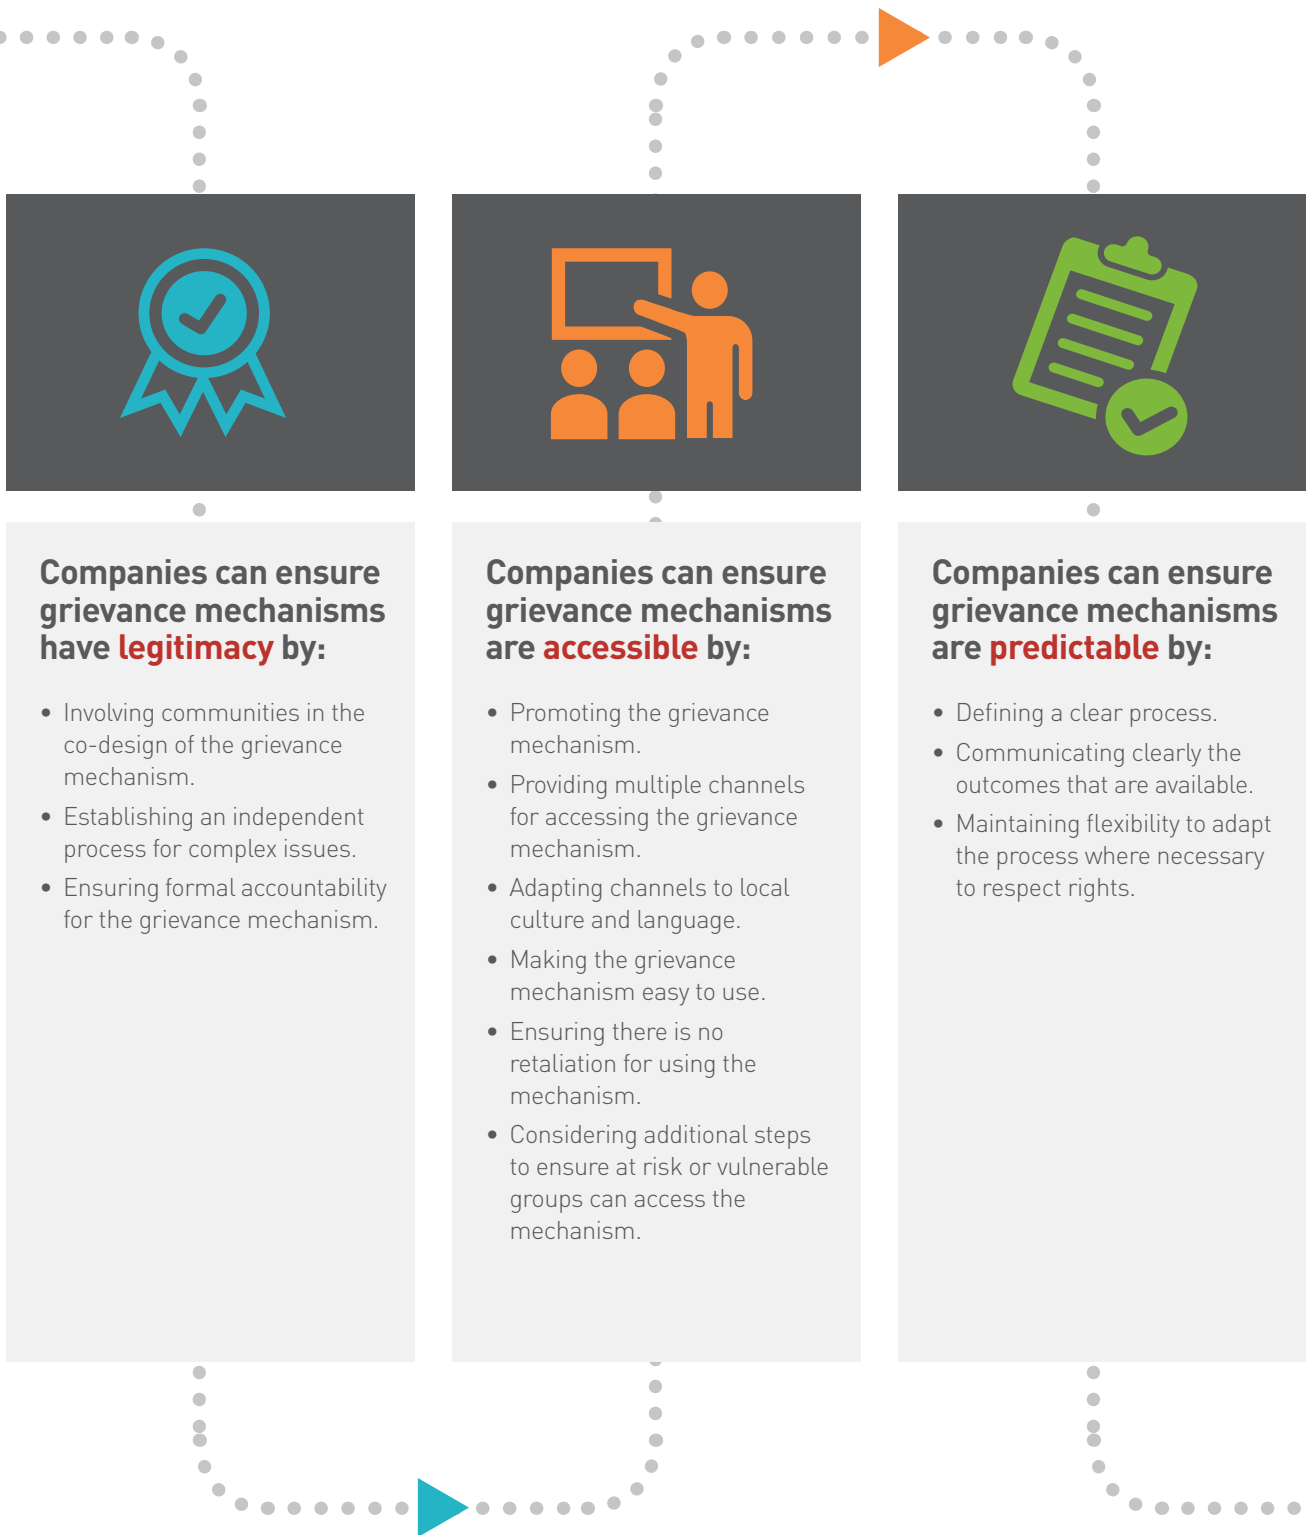 Companies can ensure
grievance mechanisms
have legitimacy by:
• Involving communities in the
co-design of the grievance
mechanism.
• Establishing an independent
process for complex issues.
• Ensuring formal accountability
for the grievance mechanism.
Companies can ensure
grievance mechanisms
are accessible by:
• Promoting the grievance
mechanism.
• Providing multiple channels
for accessing the grievance
mechanism.
• Adapting channels to local
culture and language.
• Making the grievance
mechanism easy to use.
• Ensuring there is no
retaliation for using the
mechanism.
• Considering additional steps
to ensure at risk or vulnerable
groups can access the
mechanism.
Companies can ensure
grievance mechanisms
are predictable by:
• Defining a clear process.
• Communicating clearly the
outcomes that are available.
• Maintaining flexibility to adapt
the process where necessary
to respect rights.